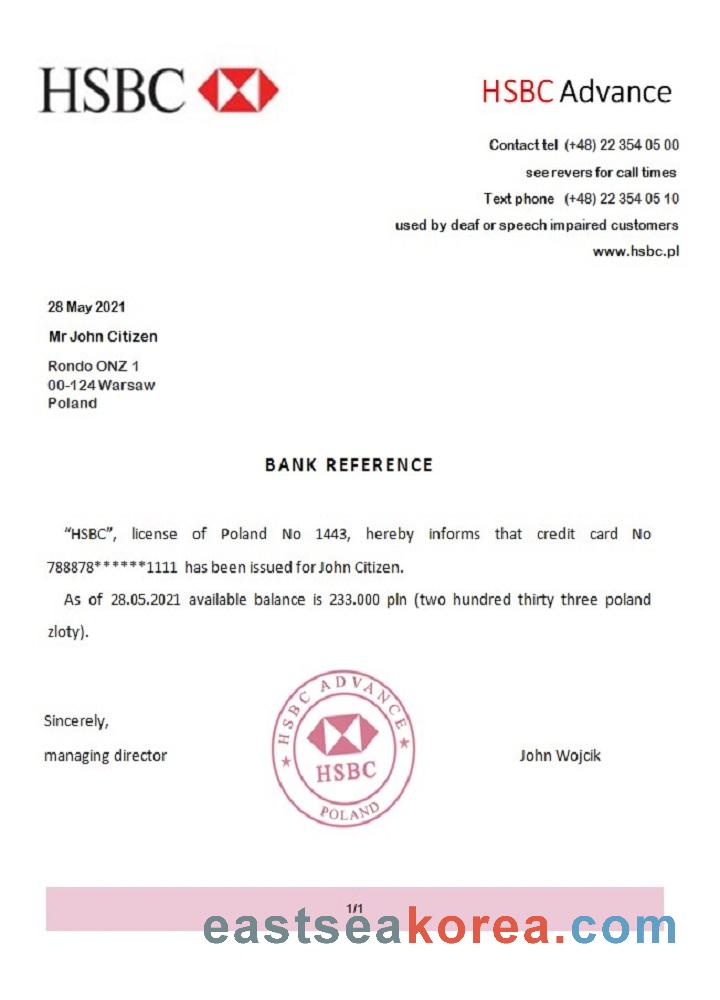 HSBC
HSBC Advance
Contact tel (+48) 22 354 05 00
see revers for call times
Text phone (+48) 22 354 05 10
used by deaf or speech impaired customers
www.hsbc.pl
28 May 2021
Mr John Citizen
Rondo ONZ 1
00-124 Warsaw
Poland
BANK REFERENCE
“HSBC”, license of Poland No 1443, hereby informs that credit card No
788878******1111 has been issued for John Citizen.
As of 28.05.2021 available balance is 233.000 pln (two hundred thirty three poland
zloty).
HSBC ADVANCE
HSBC
POLAND
Sincerely,
managing director
John Wojcik
1/1
eastseakorea.com